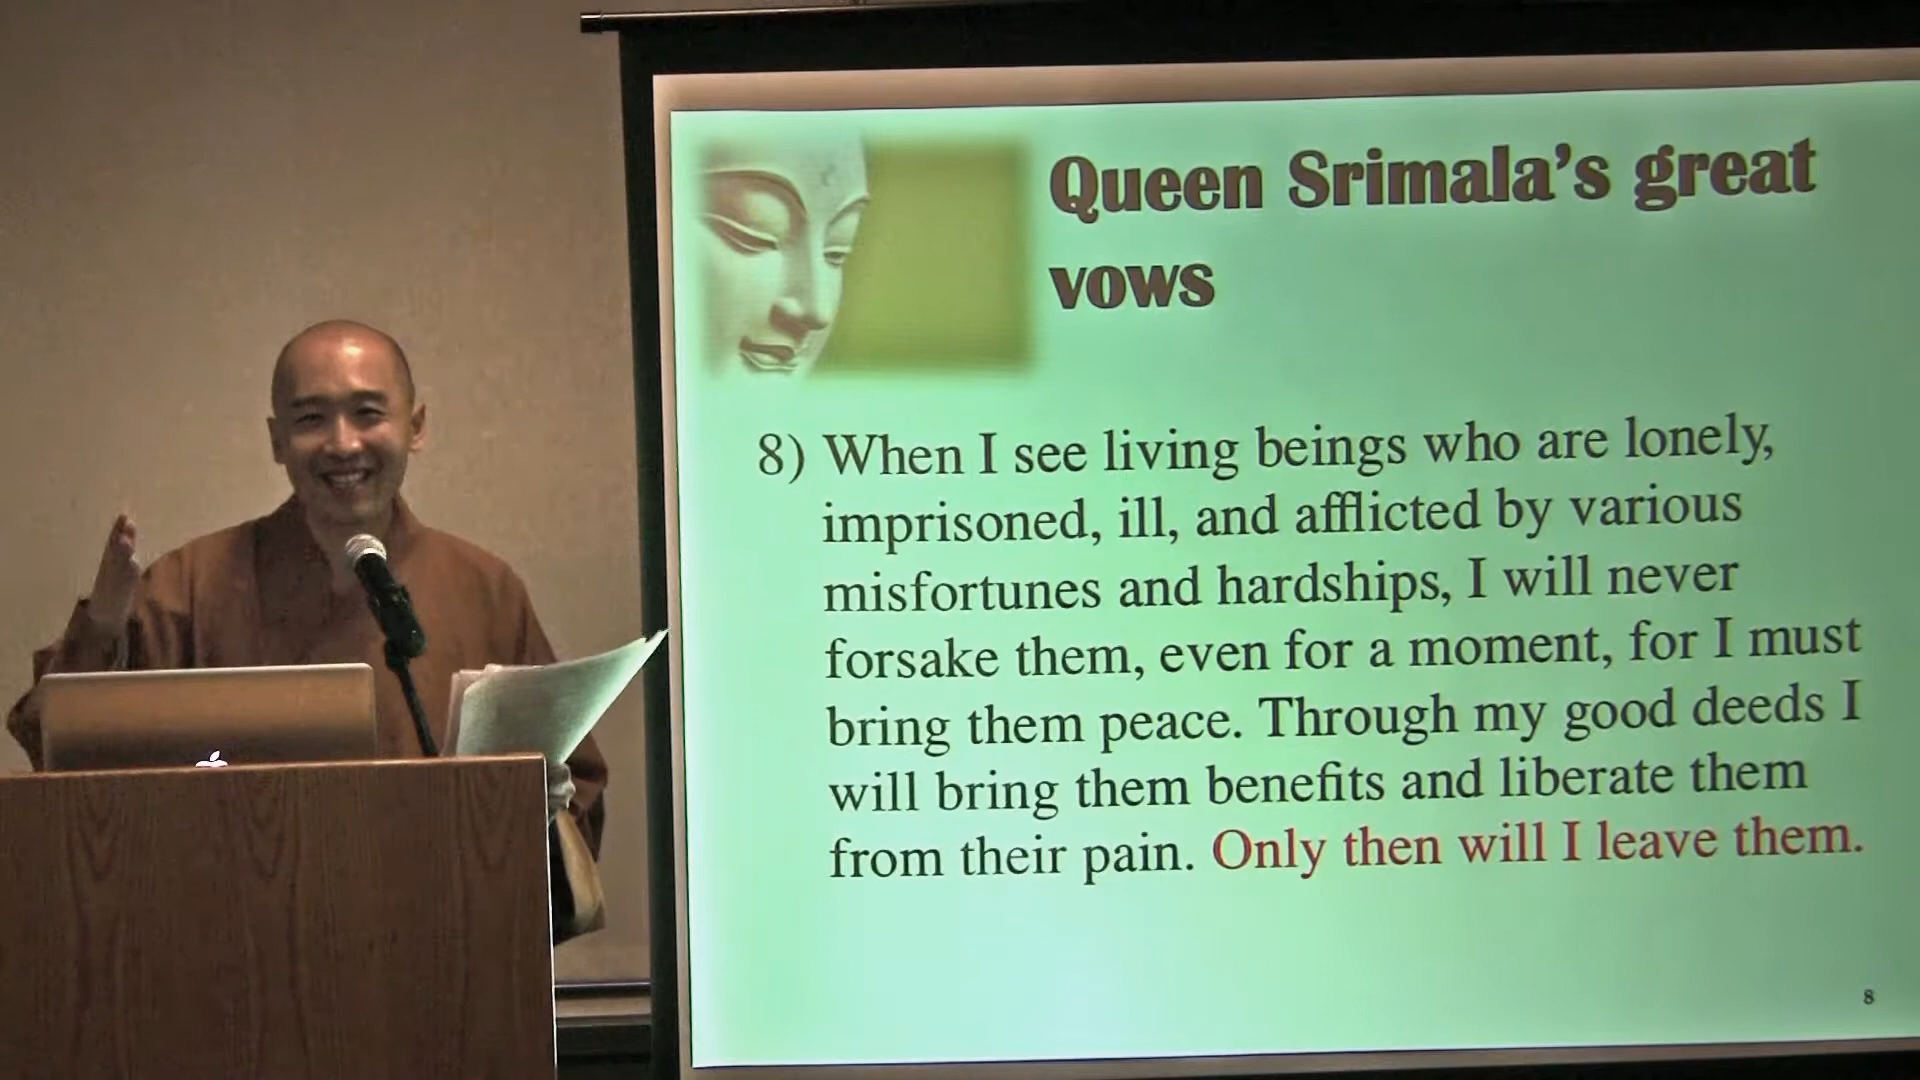 Queen Srimala's great
vows
8) When I see living beings who are lonely,
imprisoned, ill, and afflicted by various
misfortunes and hardships, I will never
forsake them, even for a moment, for I must
bring them peace. Through my good deeds I
will bring them benefits and liberate them
from their pain. Only then will I leave them.
8